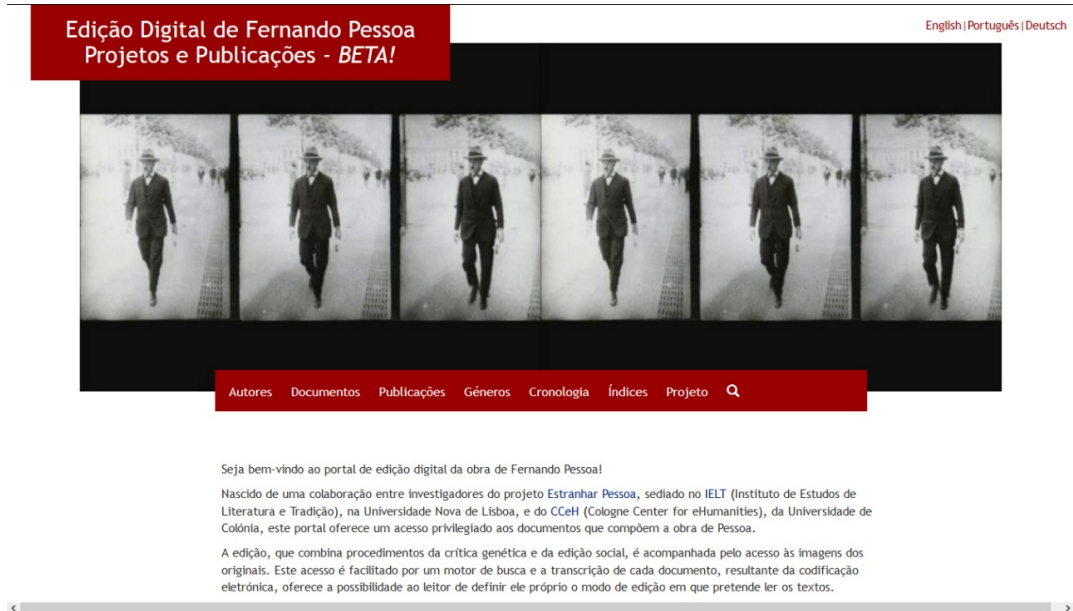 Edição Digital de Fernando Pessoa
Projetos e Publicações - BETA!
English|Português|Deutsch
Autores Documentos Publicações Géneros Cronologia Índices Projeto
Seja bem-vindo ao portal de edição digital da obra de Fernando Pessoa!
Nascido de uma colaboração entre investigadores do projeto Estranhar Pessoa, sediado no IELT (Instituto de Estudos de
Literatura e Tradição), na Universidade Nova de Lisboa, e do CCeH (Cologne Center for eHumanities), da Universidade de
Colónia, este portal oferece um acesso privilegiado aos documentos que compõem a obra de Pessoa.
A edição, que combina procedimentos da crítica genética e da edição social, é acompanhada pelo acesso às imagens dos
originais. Este acesso é facilitado por um motor de busca e a transcrição de cada documento, resultante da codificação
eletrónica, oferece a possibilidade ao leitor de definir ele próprio o modo de edição em que pretende ler os textos.